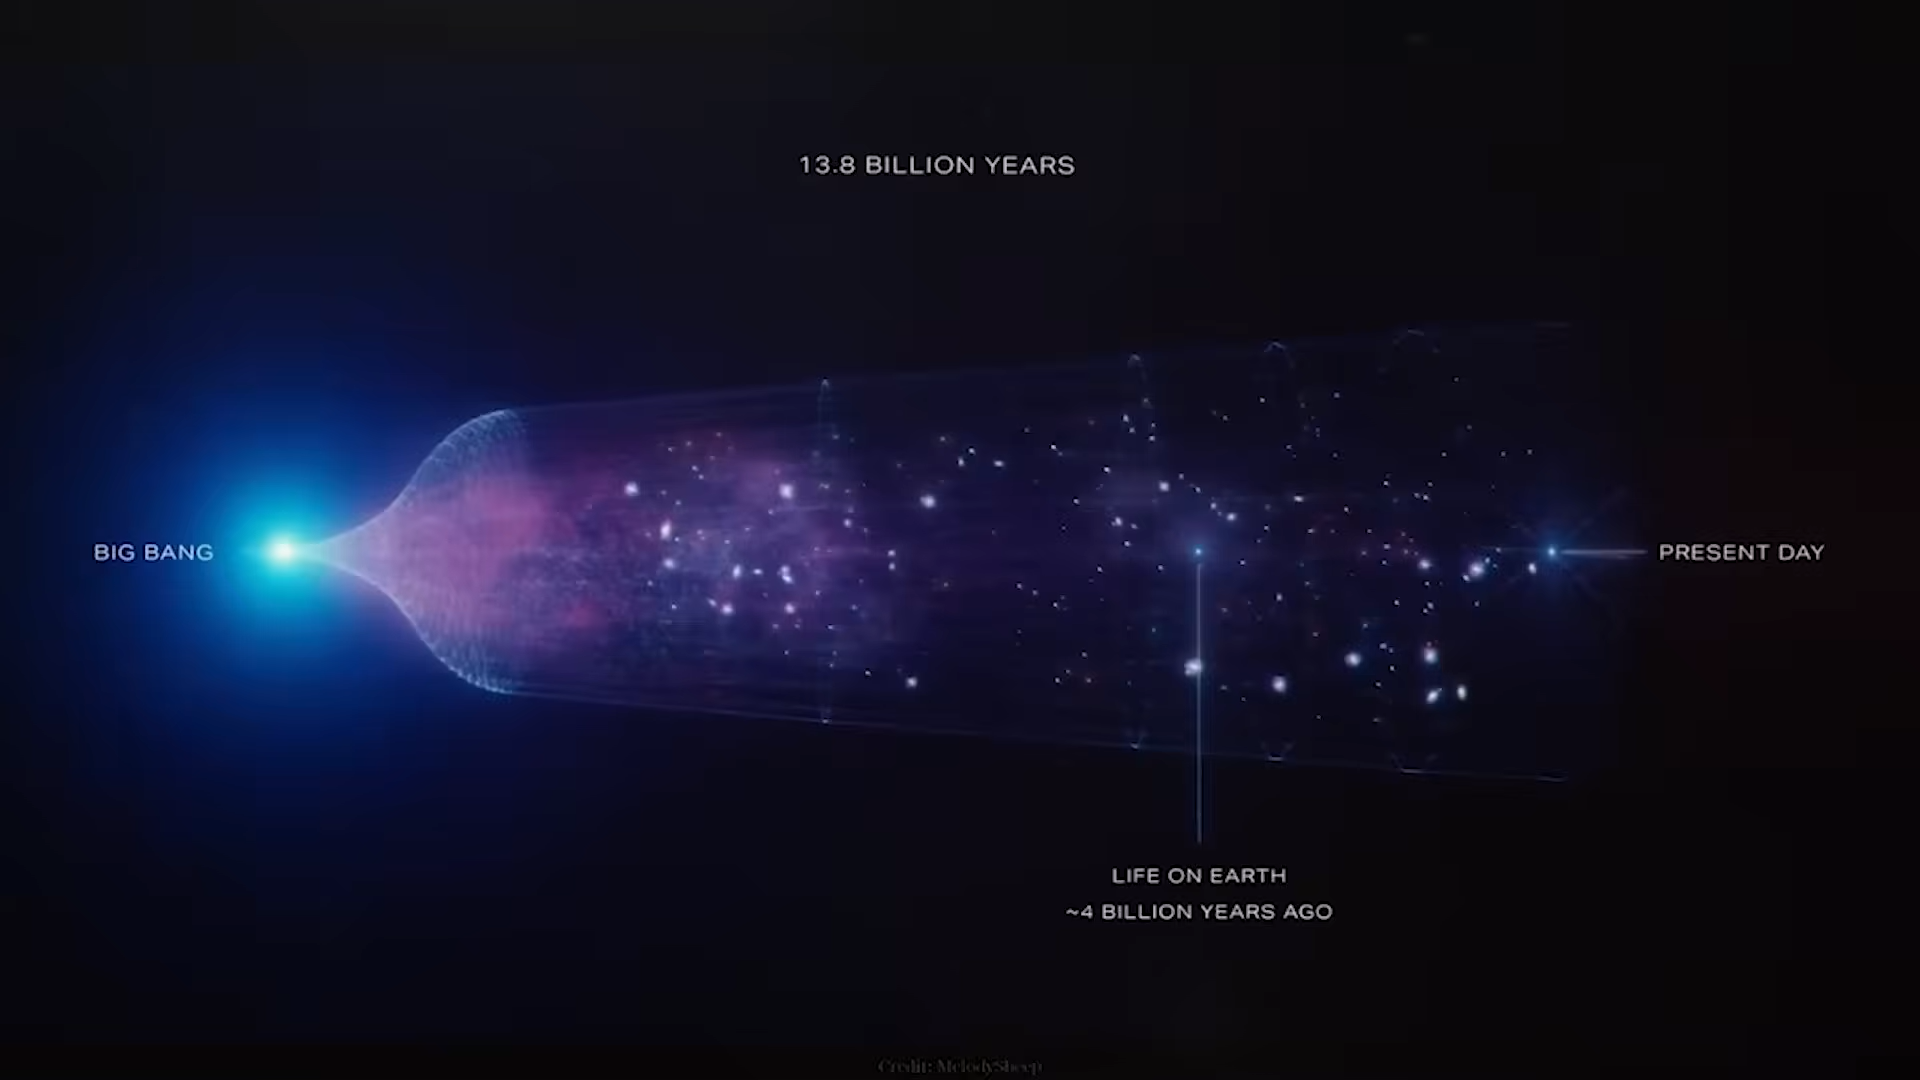 13.8 BILLION YEARS
BIG BANG
PRESENT DAY
LIFE ON EARTH
~4 BILLION YEARS AGO
Credit: MelodySheep